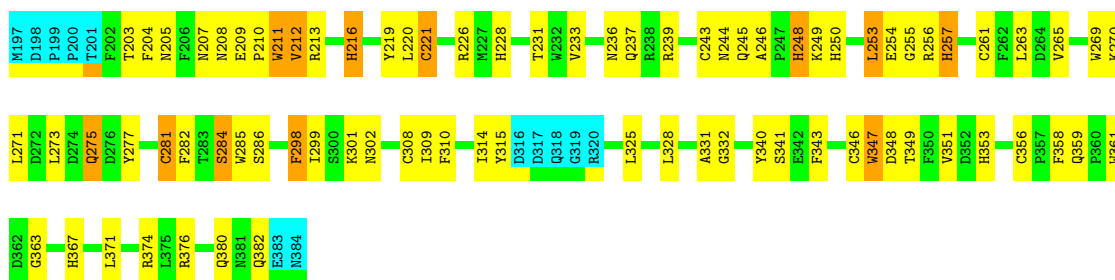 M197 D198 P199 P200 T201 F202 T203 F204 N205 F206 N207 N208 E209 P210 W211 V212 R213 H216 Y219 L220 C221 R226 M227 H228 T231 W232 V233 N236 Q237 R238 R239 C243 N244 Q245 A246 P247 H248 K249 H250 L253 E254 C255 R256 H257 C261 F262 L263 D264 V265 W269 K270
L271 D272 L273 D274 Q275 D276 Y277 C281 F282 T283 S284 W285 S286 F298 I299 S300 K301 N302 C308 I309 F310 I314 Y315 D316 D317 Q318 G319 R320 L325 L328 A331 G332 Y340 S341 E342 F343 C346 W347 D348 T349 F350 V351 D352 H353 C356 P357 F358 Q359 P360 W361
D362 G363 H367 L371 R374 L375 R376 Q380 N381 Q382 E383 N384